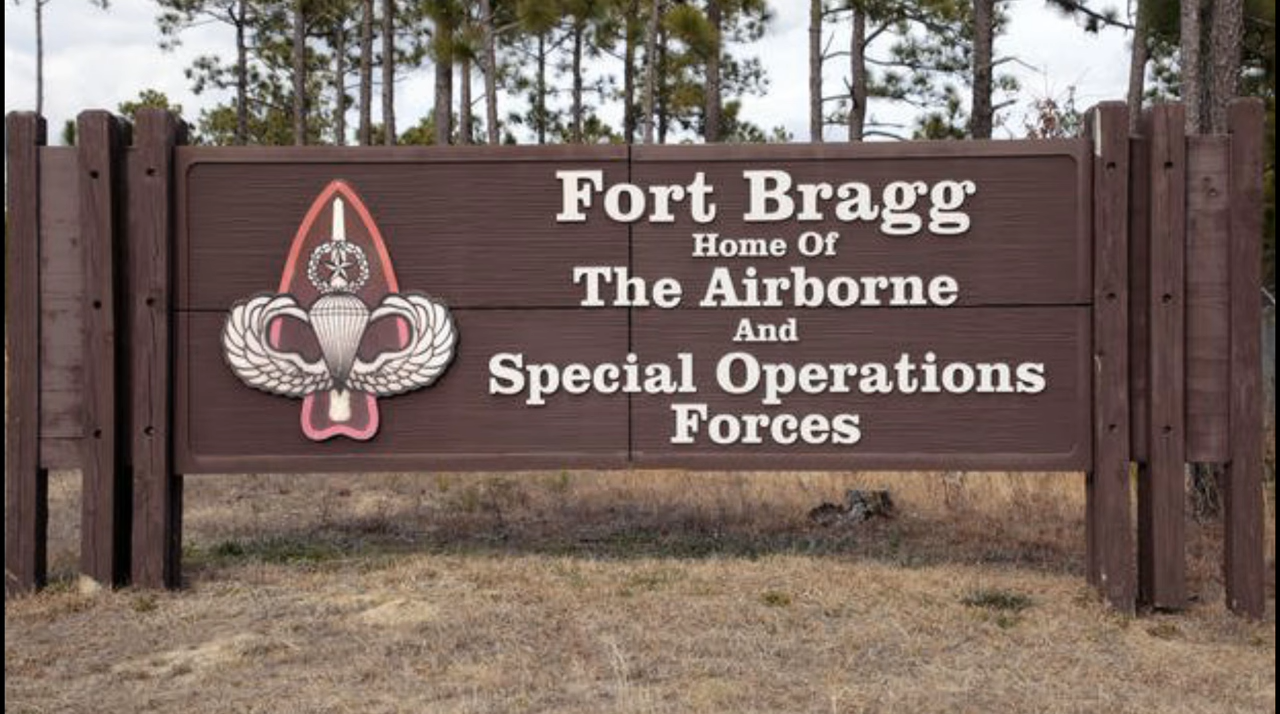 Fort Bragg
Home Of
The Airborne
And
Special Operations
Forces